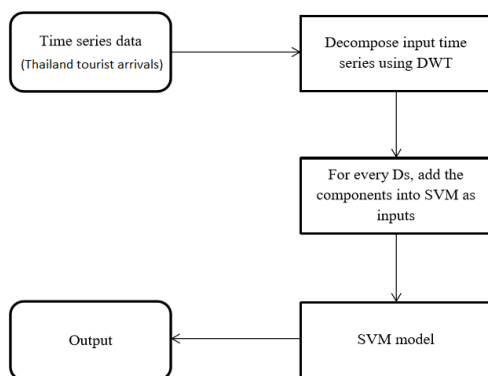 Time series data
(Thailand tourist arrivals)
Decompose input time
series using DWT
For every Ds, add the
components into SVM as
inputs
SVM model
Output